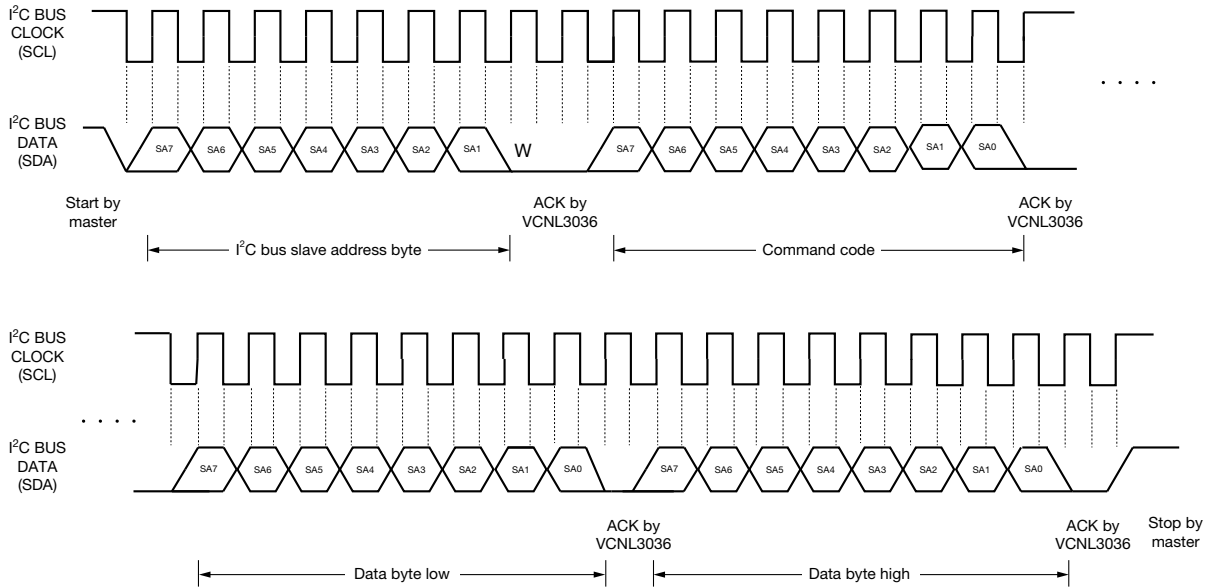 I²C BUS
CLOCK
(SCL)
. . . .
I²C BUS
DATA
(SDA)
SA7 SA6 SA5 SA4 SA3 SA2 SA1 W SA7 SA6 SA5 SA4 SA3 SA2 SA1 SA0
Start by
master
ACK by
VCNL3036
ACK by
VCNL3036
I²C bus slave address byte
Command code
I²C BUS
CLOCK
(SCL)
. . . .
I²C BUS
DATA
(SDA)
SA7 SA6 SA5 SA4 SA3 SA2 SA1 SA0 SA7 SA6 SA5 SA4 SA3 SA2 SA1 SA0
ACK by
VCNL3036
ACK by
VCNL3036
Stop by
master
Data byte low
Data byte high